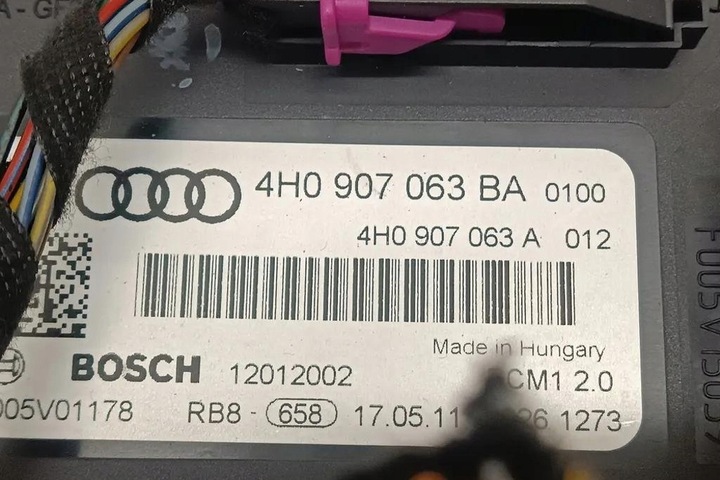 4H0 907 063 BA 0100
4H0 907 063 A 012
Made in Hungary
BOSCH 12012002 CM1 2.0
005V01178 RB8-658 17.05.11 26 1273